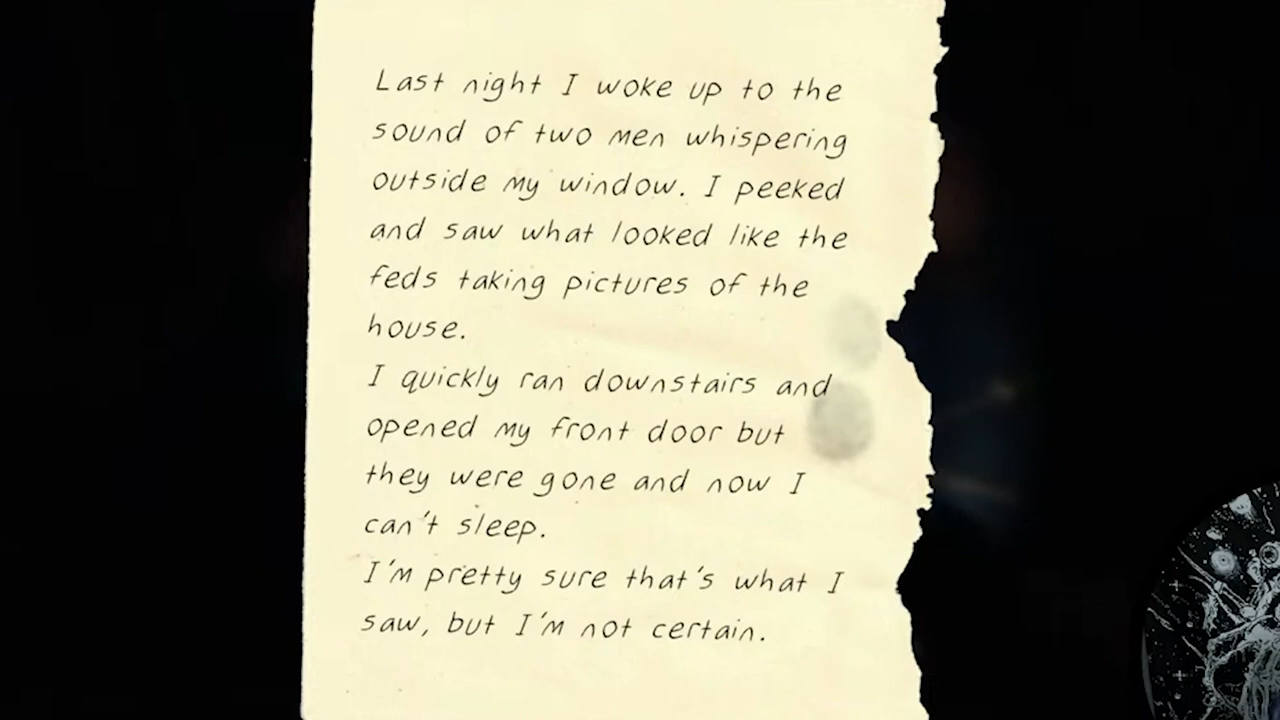 Last night I woke up to the
sound of two men whispering
outside my window. I peeked
and saw what looked like the
feds taking pictures of the
house.
I quickly ran downstairs and
opened my front door but
they were gone and now I
can't sleep.
I'm pretty sure that's what I
saw, but I'm not certain.